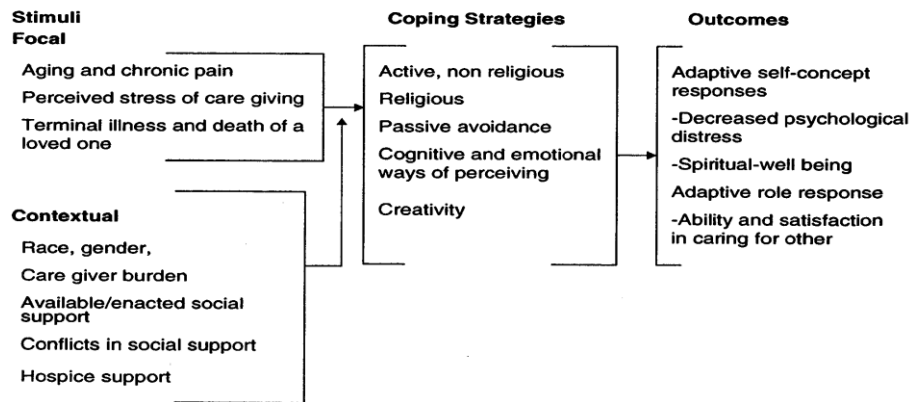 Stimuli
Focal
Aging and chronic pain
Perceived stress of care giving
Terminal illness and death of a
loved one
Contextual
Race, gender,
Care giver burden
Available/enacted social
support
Conflicts in social support
Hospice support
Coping Strategies
Active, non religious
Religious
Passive avoidance
Cognitive and emotional
ways of perceiving
Creativity
Outcomes
Adaptive self-concept
responses
-Decreased psychological
distress
-Spiritual-well being
Adaptive role response
-Ability and satisfaction
in caring for other